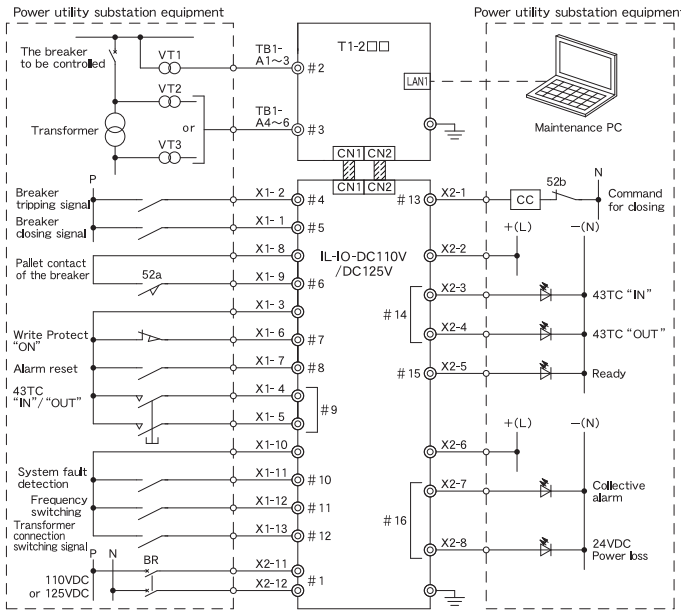 Power utility substation equipment
Power utility substation equipment
The breaker
to be controlled
VT1
VT2
or
VT3
Transformer
TB1-
A1~3
#2
TB1-
A4~6
#3
T1-2□□
LAN1
Maintenance PC
CN1 CN2
CN1 CN2
IL-IO-DC110V
/DC125V
P
Breaker
tripping signal
X1- 2
#4
Breaker
closing signal
X1- 1
#5
X1- 8
Pallet contact
of the breaker
52a
X1- 9
#6
X1- 3
Write Protect
"ON"
X1- 6
#7
Alarm reset
X1- 7
#8
43TC
"IN"/"OUT"
X1- 4
X1- 5
#9
X1-10
System fault
detection
X1-11
#10
Frequency
switching
X1-12
#11
Transformer
connection
switching signal
X1-13
#12
P N
BR
110VDC
or 125VDC
X2-11
X2-12
#1
#13
X2-1
CC
52b
N
Command
for closing
X2-2
+(L)
−(N)
#14
X2-3
43TC "IN"
X2-4
43TC "OUT"
#15
X2-5
Ready
X2-6
+(L)
−(N)
#16
X2-7
Collective
alarm
X2-8
24VDC
Power loss